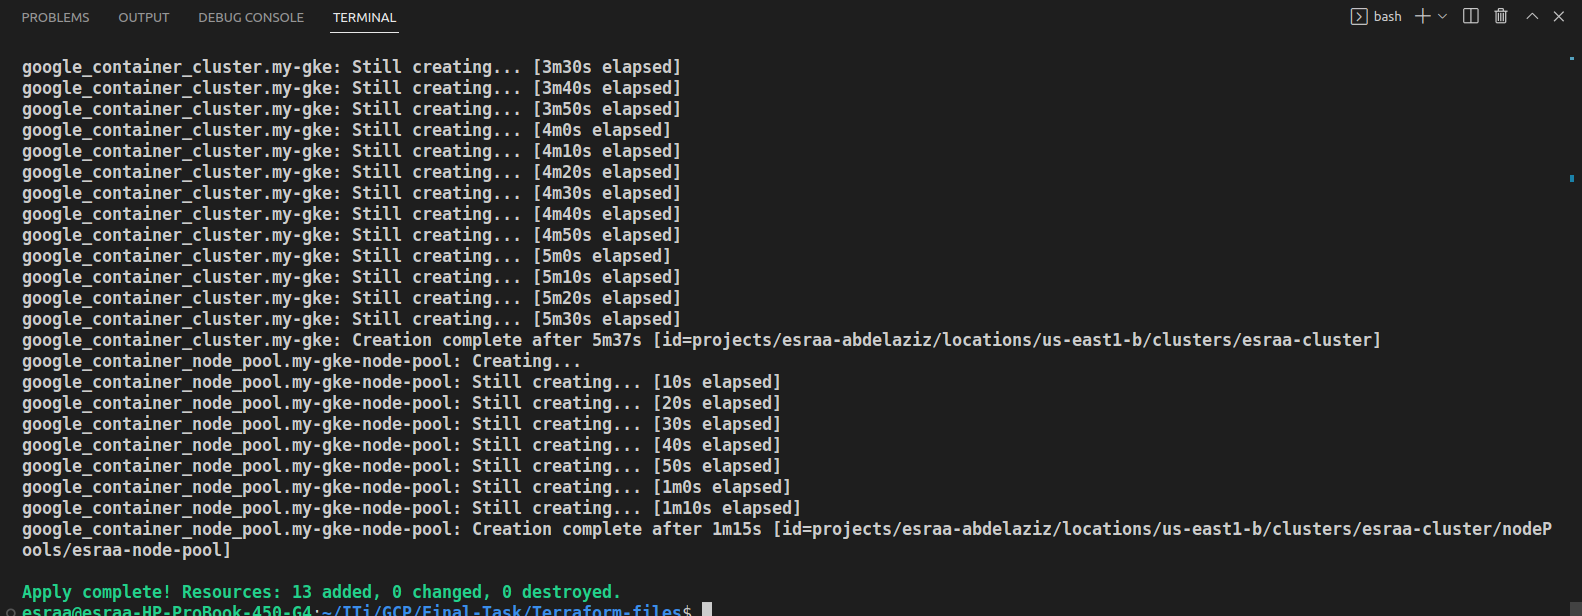 PROBLEMS OUTPUT DEBUG CONSOLE TERMINAL bash
google_container_cluster.my-gke: Still creating... [3m30s elapsed]
google_container_cluster.my-gke: Still creating... [3m40s elapsed]
google_container_cluster.my-gke: Still creating... [3m50s elapsed]
google_container_cluster.my-gke: Still creating... [4m0s elapsed]
google_container_cluster.my-gke: Still creating... [4m10s elapsed]
google_container_cluster.my-gke: Still creating... [4m20s elapsed]
google_container_cluster.my-gke: Still creating... [4m30s elapsed]
google_container_cluster.my-gke: Still creating... [4m40s elapsed]
google_container_cluster.my-gke: Still creating... [4m50s elapsed]
google_container_cluster.my-gke: Still creating... [5m0s elapsed]
google_container_cluster.my-gke: Still creating... [5m10s elapsed]
google_container_cluster.my-gke: Still creating... [5m20s elapsed]
google_container_cluster.my-gke: Still creating... [5m30s elapsed]
google_container_cluster.my-gke: Creation complete after 5m37s [id=projects/esraa-abdelaziz/locations/us-east1-b/clusters/esraa-cluster]
google_container_node_pool.my-gke-node-pool: Creating...
google_container_node_pool.my-gke-node-pool: Still creating... [10s elapsed]
google_container_node_pool.my-gke-node-pool: Still creating... [20s elapsed]
google_container_node_pool.my-gke-node-pool: Still creating... [30s elapsed]
google_container_node_pool.my-gke-node-pool: Still creating... [40s elapsed]
google_container_node_pool.my-gke-node-pool: Still creating... [50s elapsed]
google_container_node_pool.my-gke-node-pool: Still creating... [1m0s elapsed]
google_container_node_pool.my-gke-node-pool: Still creating... [1m10s elapsed]
google_container_node_pool.my-gke-node-pool: Creation complete after 1m15s [id=projects/esraa-abdelaziz/locations/us-east1-b/clusters/esraa-cluster/nodeP
ools/esraa-node-pool]
Apply complete! Resources: 13 added, 0 changed, 0 destroyed.
esraa@esraa-HP-ProBook-450-G4:~/ITi/GCP/Final-Task/Terraform-files$